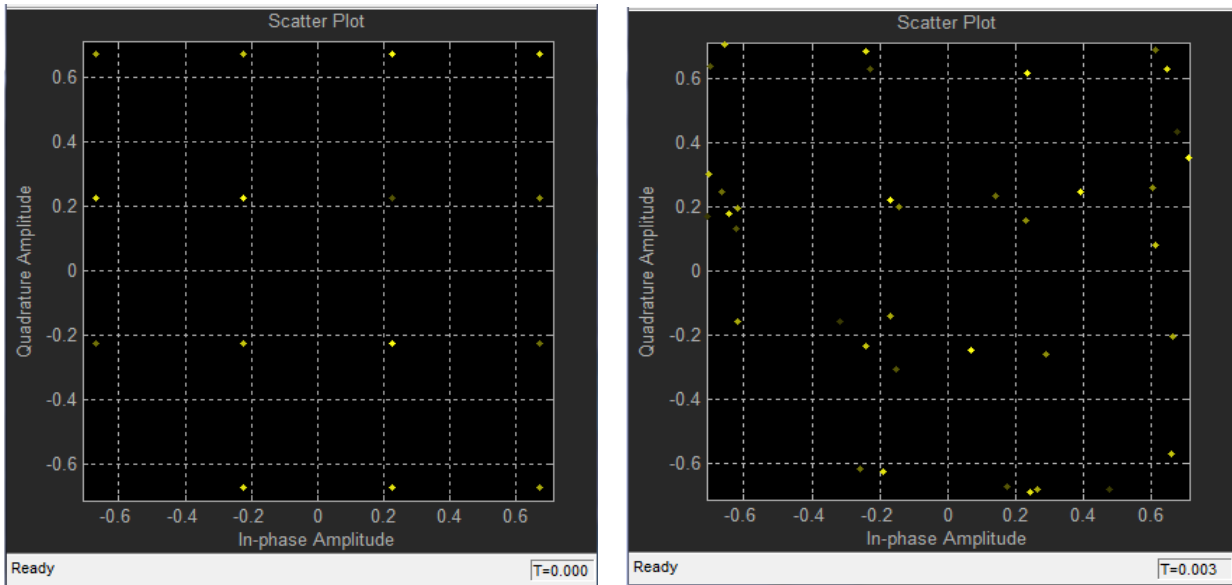 Scatter Plot
0.6
0.4
0.2
0
-0.2
-0.4
-0.6
Quadrature Amplitude
-0.6 -0.4 -0.2 0 0.2 0.4 0.6
In-phase Amplitude
Ready T=0.000
Scatter Plot
0.6
0.4
0.2
0
-0.2
-0.4
-0.6
Quadrature Amplitude
-0.6 -0.4 -0.2 0 0.2 0.4 0.6
In-phase Amplitude
Ready T=0.003